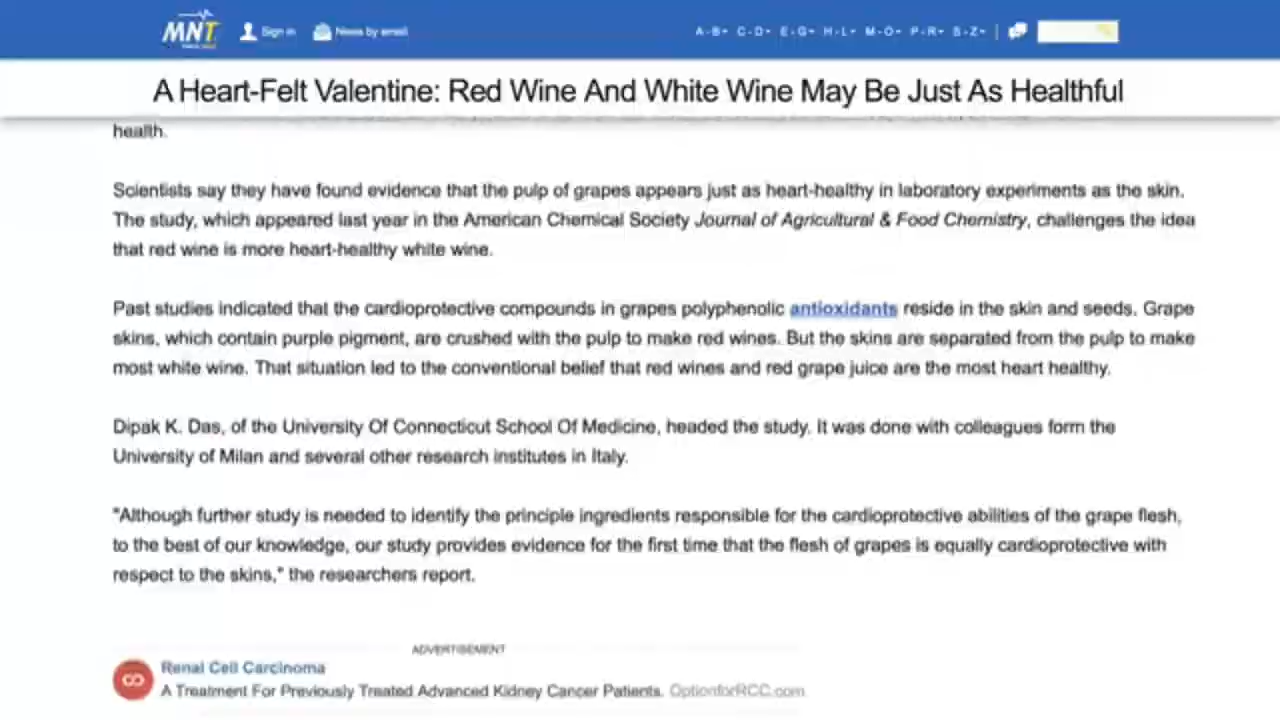 MNT
Sign in
News by email
A-B C-D E-G H-L M-O P-R S-Z
A Heart-Felt Valentine: Red Wine And White Wine May Be Just As Healthful
health.
Scientists say they have found evidence that the pulp of grapes appears just as heart-healthy in laboratory experiments as the skin.
The study, which appeared last year in the American Chemical Society Journal of Agricultural & Food Chemistry, challenges the idea
that red wine is more heart-healthy white wine.
Past studies indicated that the cardioprotective compounds in grapes polyphenolic antioxidants reside in the skin and seeds. Grape
skins, which contain purple pigment, are crushed with the pulp to make red wines. But the skins are separated from the pulp to make
most white wine. That situation led to the conventional belief that red wines and red grape juice are the most heart healthy.
Dipak K. Das, of the University Of Connecticut School Of Medicine, headed the study. It was done with colleagues form the
University of Milan and several other research institutes in Italy.
"Although further study is needed to identify the principle ingredients responsible for the cardioprotective abilities of the grape flesh,
to the best of our knowledge, our study provides evidence for the first time that the flesh of grapes is equally cardioprotective with
respect to the skins," the researchers report.
ADVERTISEMENT
Renal Cell Carcinoma
A Treatment For Previously Treated Advanced Kidney Cancer Patients. OptionforRCC.com